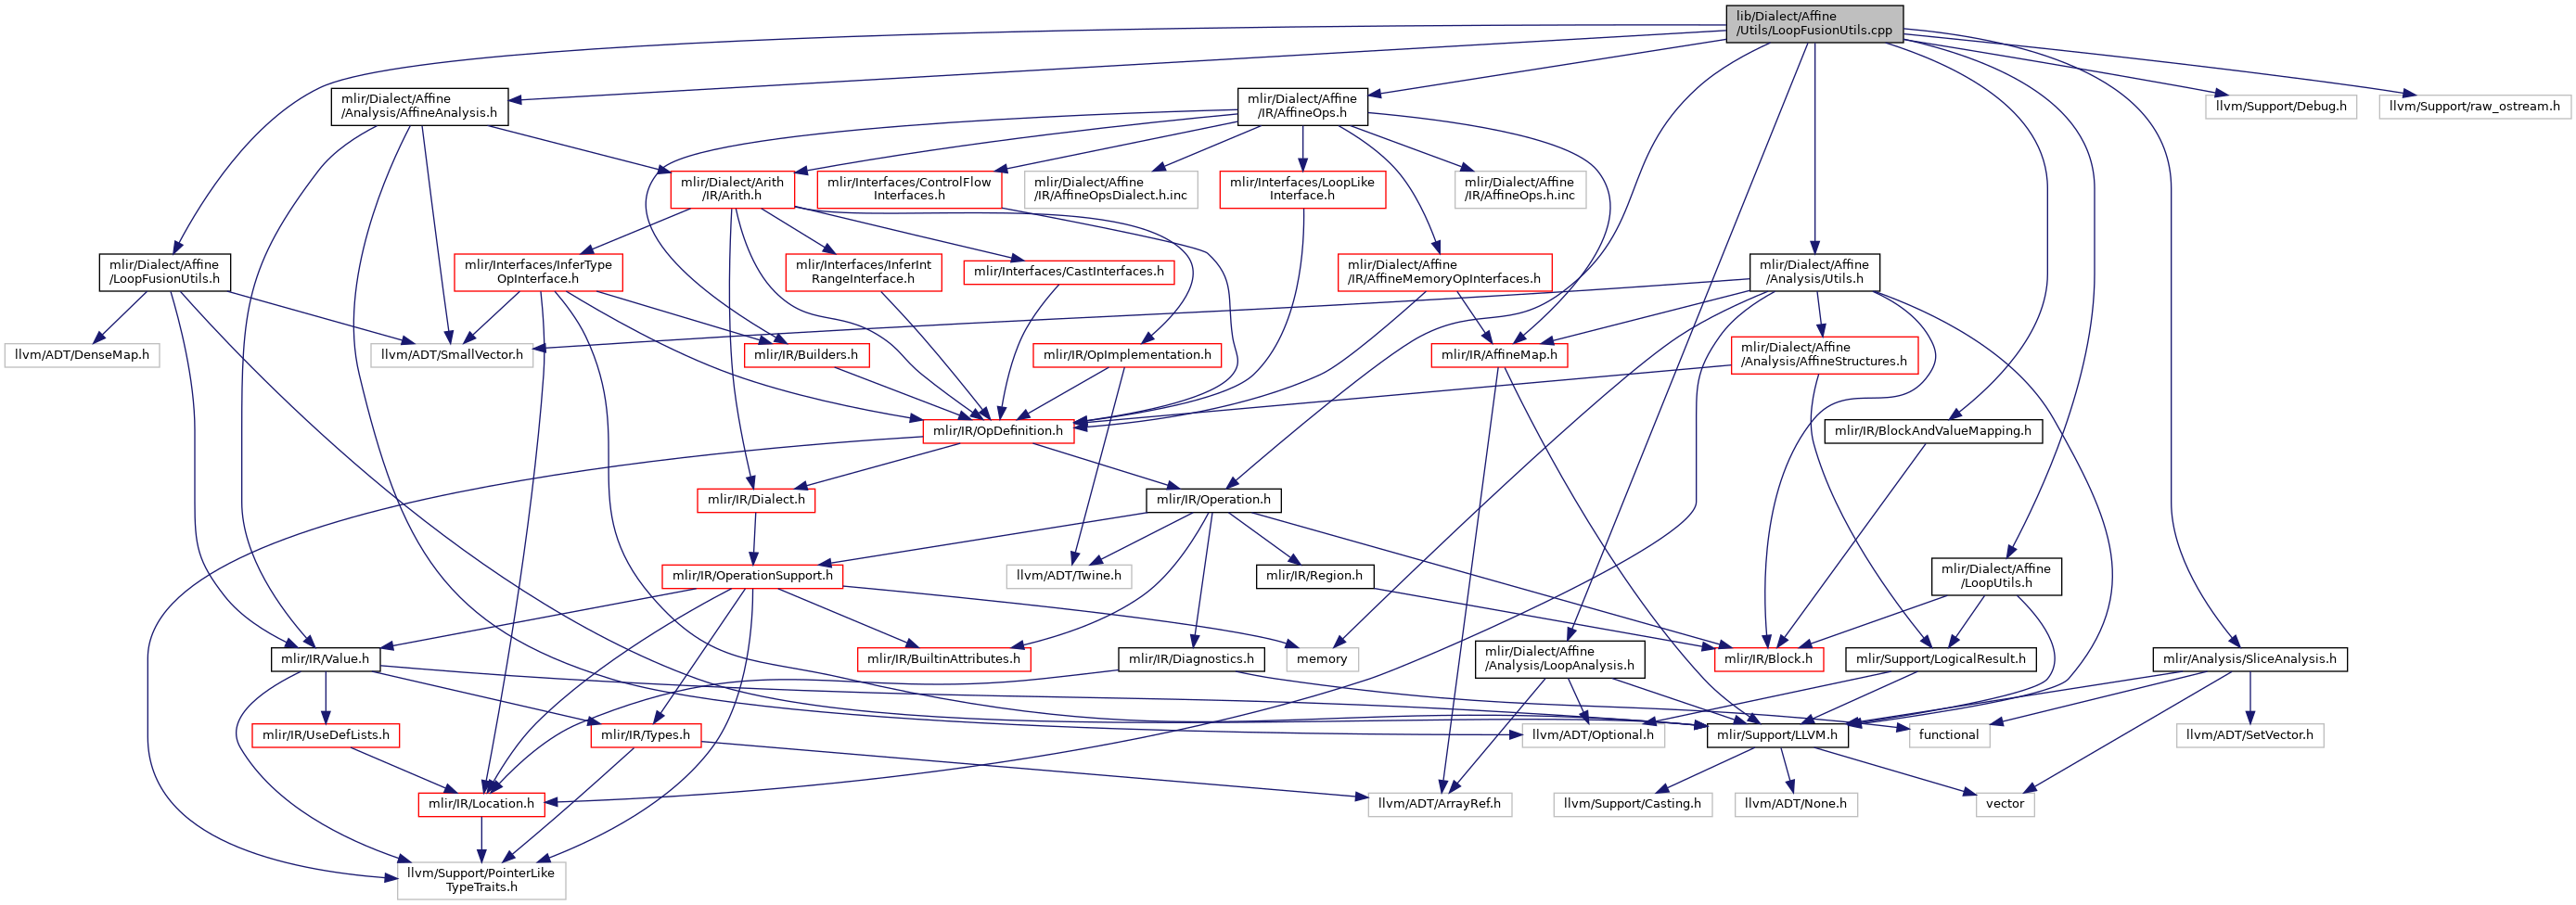 lib/Dialect/Affine
/Utils/LoopFusionUtils.cpp
mlir/Dialect/Affine
/Analysis/AffineAnalysis.h
mlir/Dialect/Affine
/IR/AffineOps.h
llvm/Support/Debug.h
llvm/Support/raw_ostream.h
mlir/Dialect/Arith
/IR/Arith.h
mlir/Interfaces/ControlFlow
Interfaces.h
mlir/Dialect/Affine
/IR/AffineOpsDialect.h.inc
mlir/Interfaces/LoopLike
Interface.h
mlir/Dialect/Affine
/IR/AffineOps.h.inc
mlir/Dialect/Affine
/LoopFusionUtils.h
mlir/Interfaces/InferType
OpInterface.h
mlir/Interfaces/InferInt
RangeInterface.h
mlir/Interfaces/CastInterfaces.h
mlir/Dialect/Affine
/IR/AffineMemoryOpInterfaces.h
mlir/Dialect/Affine
/Analysis/Utils.h
llvm/ADT/DenseMap.h
llvm/ADT/SmallVector.h
mlir/IR/Builders.h
mlir/IR/OpImplementation.h
mlir/IR/AffineMap.h
mlir/Dialect/Affine
/Analysis/AffineStructures.h
mlir/IR/OpDefinition.h
mlir/IR/BlockAndValueMapping.h
mlir/IR/Dialect.h
mlir/IR/Operation.h
mlir/IR/OperationSupport.h
llvm/ADT/Twine.h
mlir/IR/Region.h
mlir/Dialect/Affine
/LoopUtils.h
mlir/IR/Value.h
mlir/IR/BuiltinAttributes.h
mlir/IR/Diagnostics.h
memory
mlir/Dialect/Affine
/Analysis/LoopAnalysis.h
mlir/IR/Block.h
mlir/Support/LogicalResult.h
mlir/Analysis/SliceAnalysis.h
mlir/IR/UseDefLists.h
mlir/IR/Types.h
llvm/ADT/Optional.h
mlir/Support/LLVM.h
functional
llvm/ADT/SetVector.h
mlir/IR/Location.h
llvm/ADT/ArrayRef.h
llvm/Support/Casting.h
llvm/ADT/None.h
vector
llvm/Support/PointerLike
TypeTraits.h